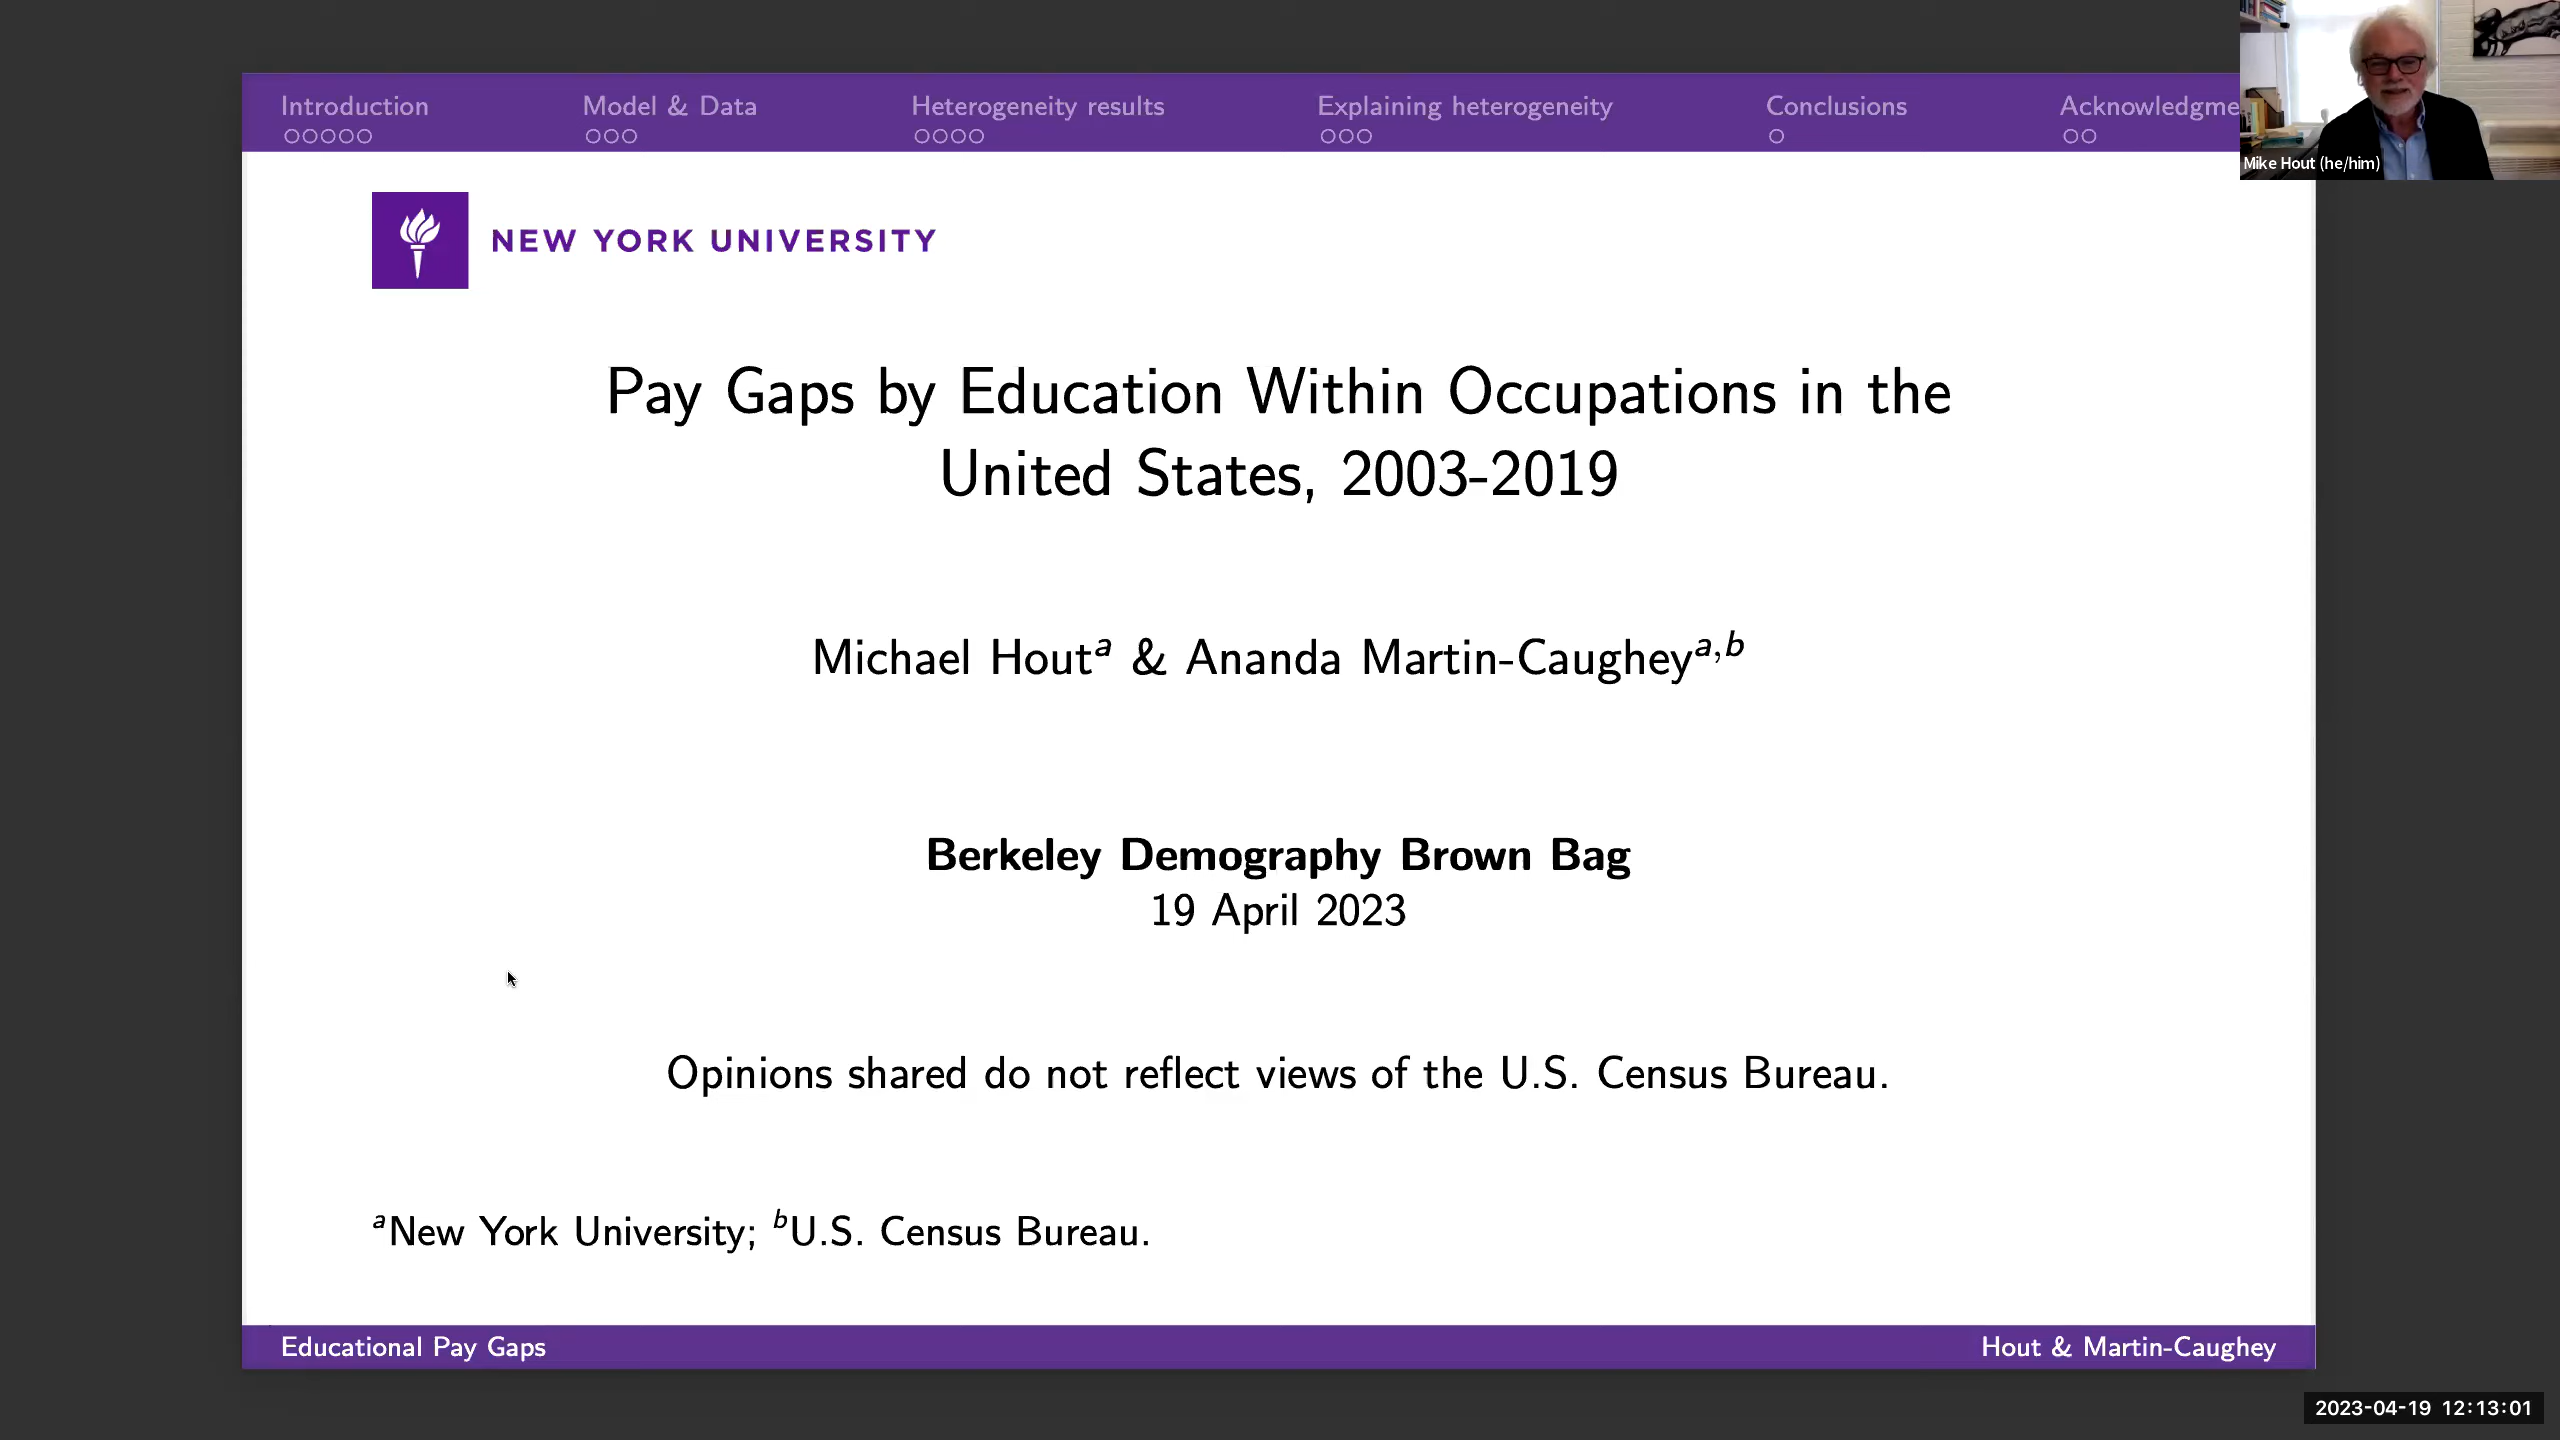 Introduction
Model & Data
Heterogeneity results
Explaining heterogeneity
Conclusions
Acknowledgme
Mike Hout (he/him)
NEW YORK UNIVERSITY
Pay Gaps by Education Within Occupations in the
United States, 2003-2019
Michael Hout^a & Ananda Martin-Caughey^a,b
Berkeley Demography Brown Bag
19 April 2023
Opinions shared do not reflect views of the U.S. Census Bureau.
^aNew York University; ^bU.S. Census Bureau.
Educational Pay Gaps
Hout & Martin-Caughey
2023-04-19 12:13:01